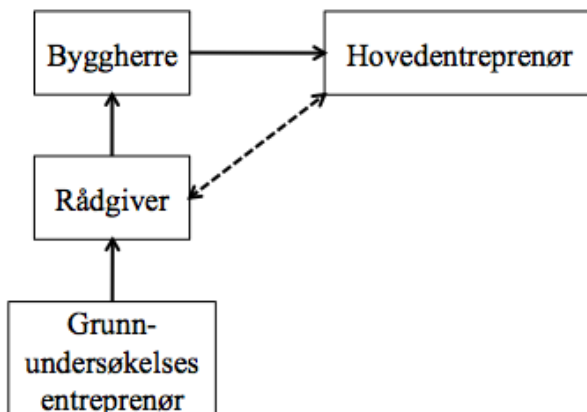 Byggherre
Hovedentreprenør
Rådgiver
Grunn-
undersøkelses
entreprenør